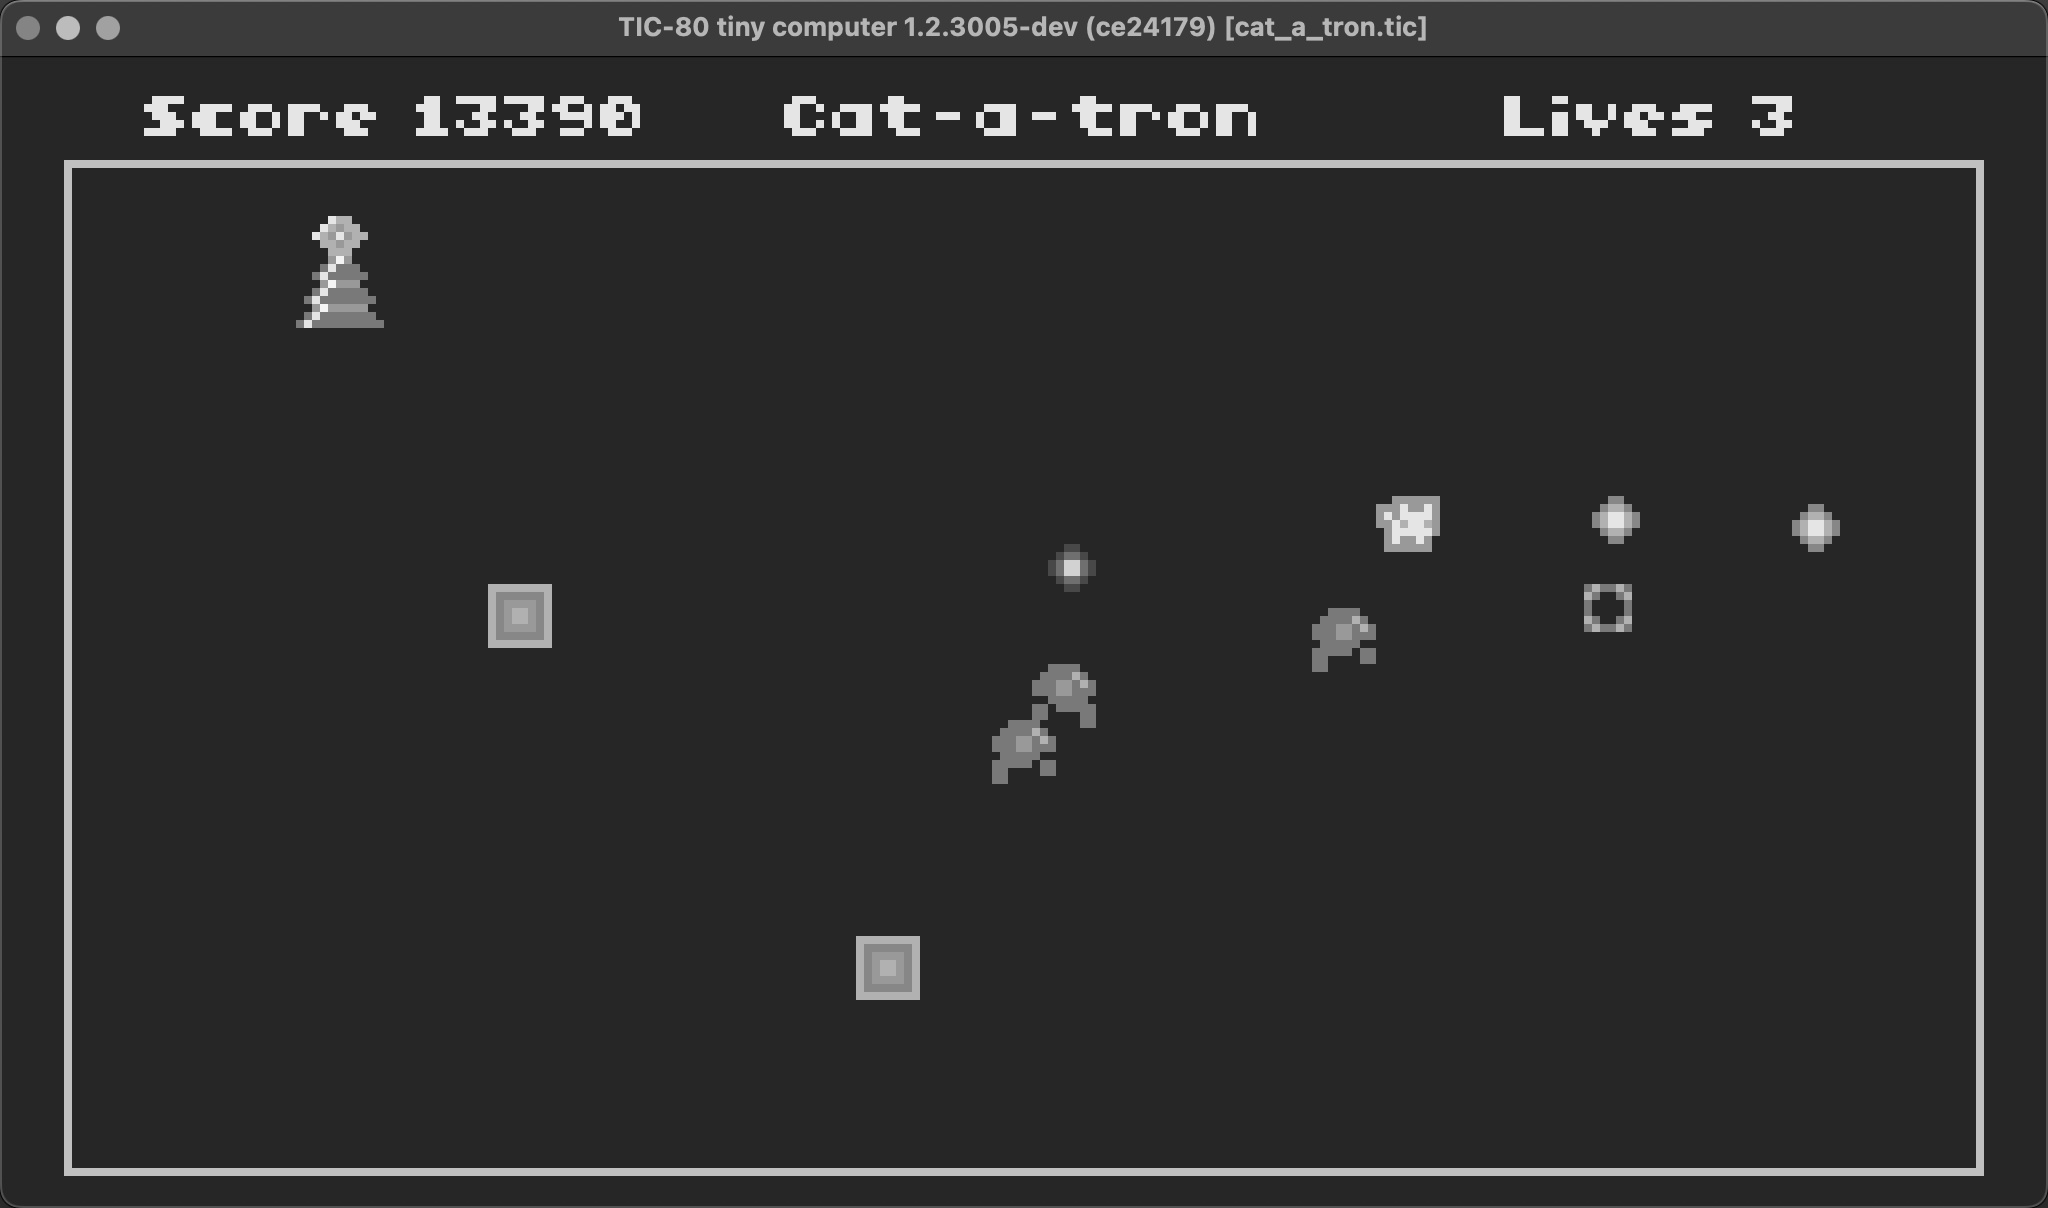 TIC-80 tiny computer 1.2.3005-dev (ce24179) [cat_a_tron.tic]
Score 13390 Cat-a-tron Lives 3